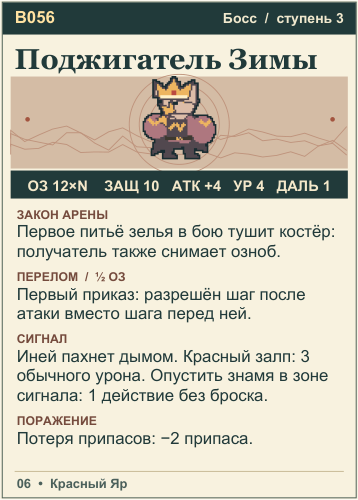 B056
Босс / ступень 3
Поджигатель Зимы
ОЗ 12×N ЗАЩ 10 АТК +4 УР 4 ДАЛЬ 1
ЗАКОН АРЕНЫ
Первое питьё зелья в бою тушит костёр:
получатель также снимает озноб.
ПЕРЕЛОМ / ½ ОЗ
Первый приказ: разрешён шаг после
атаки вместо шага перед ней.
СИГНАЛ
Иней пахнет дымом. Красный залп: 3
обычного урона. Опустить знамя в зоне
сигнала: 1 действие без броска.
ПОРАЖЕНИЕ
Потеря припасов: −2 припаса.
06 • Красный Яр